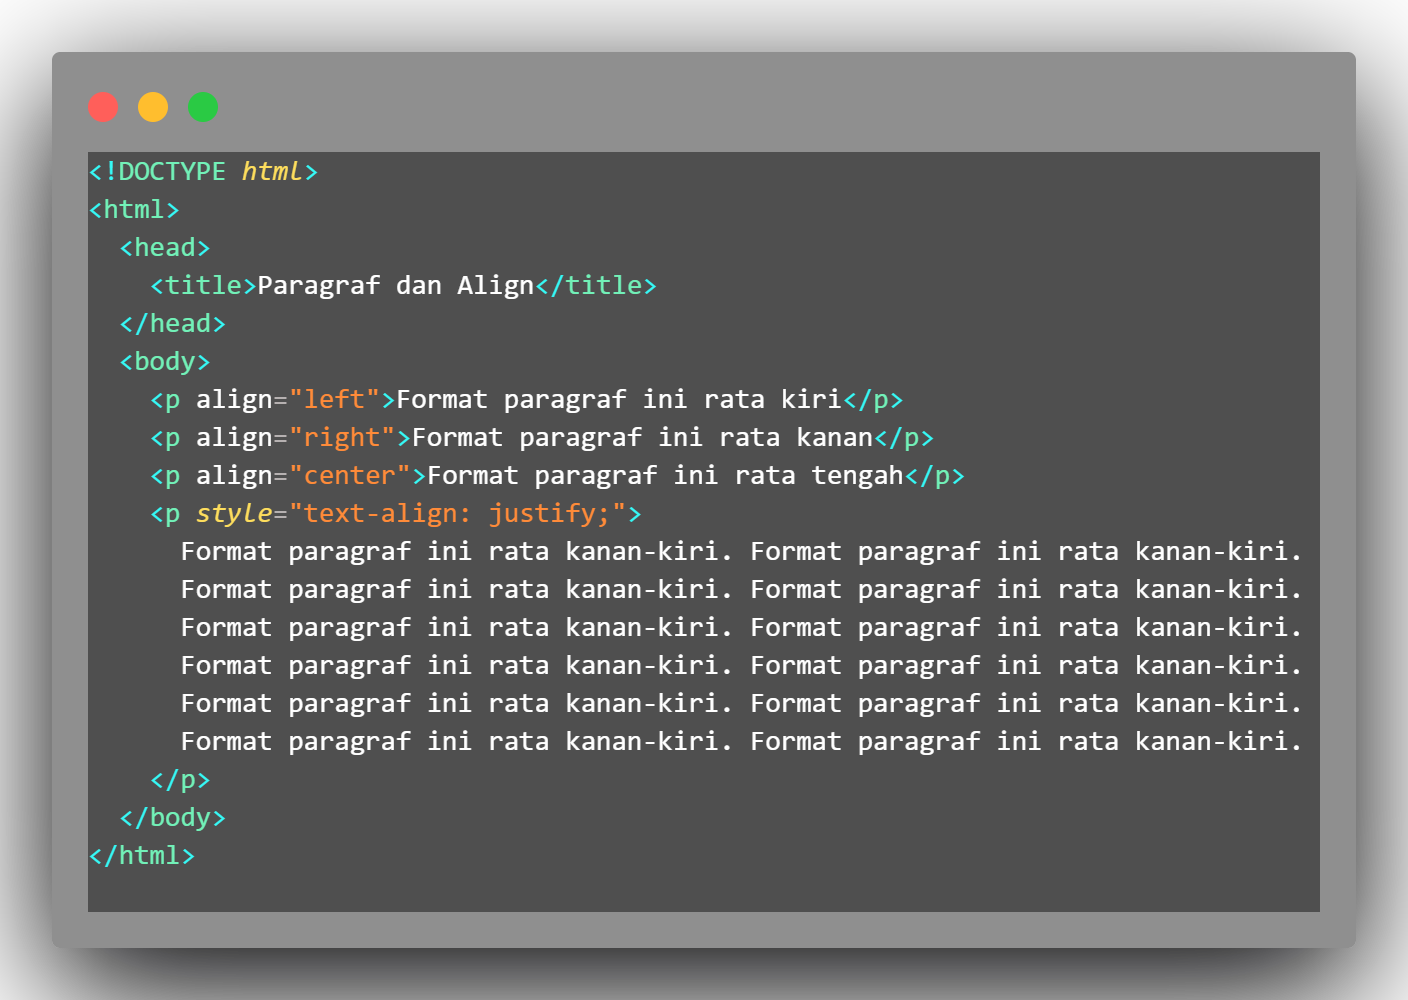 <!DOCTYPE html>
<html>
  <head>
    <title>Paragraf dan Align</title>
  </head>
  <body>
    <p align="left">Format paragraf ini rata kiri</p>
    <p align="right">Format paragraf ini rata kanan</p>
    <p align="center">Format paragraf ini rata tengah</p>
    <p style="text-align: justify;">
      Format paragraf ini rata kanan-kiri. Format paragraf ini rata kanan-kiri.
      Format paragraf ini rata kanan-kiri. Format paragraf ini rata kanan-kiri.
      Format paragraf ini rata kanan-kiri. Format paragraf ini rata kanan-kiri.
      Format paragraf ini rata kanan-kiri. Format paragraf ini rata kanan-kiri.
      Format paragraf ini rata kanan-kiri. Format paragraf ini rata kanan-kiri.
      Format paragraf ini rata kanan-kiri. Format paragraf ini rata kanan-kiri.
    </p>
  </body>
</html>